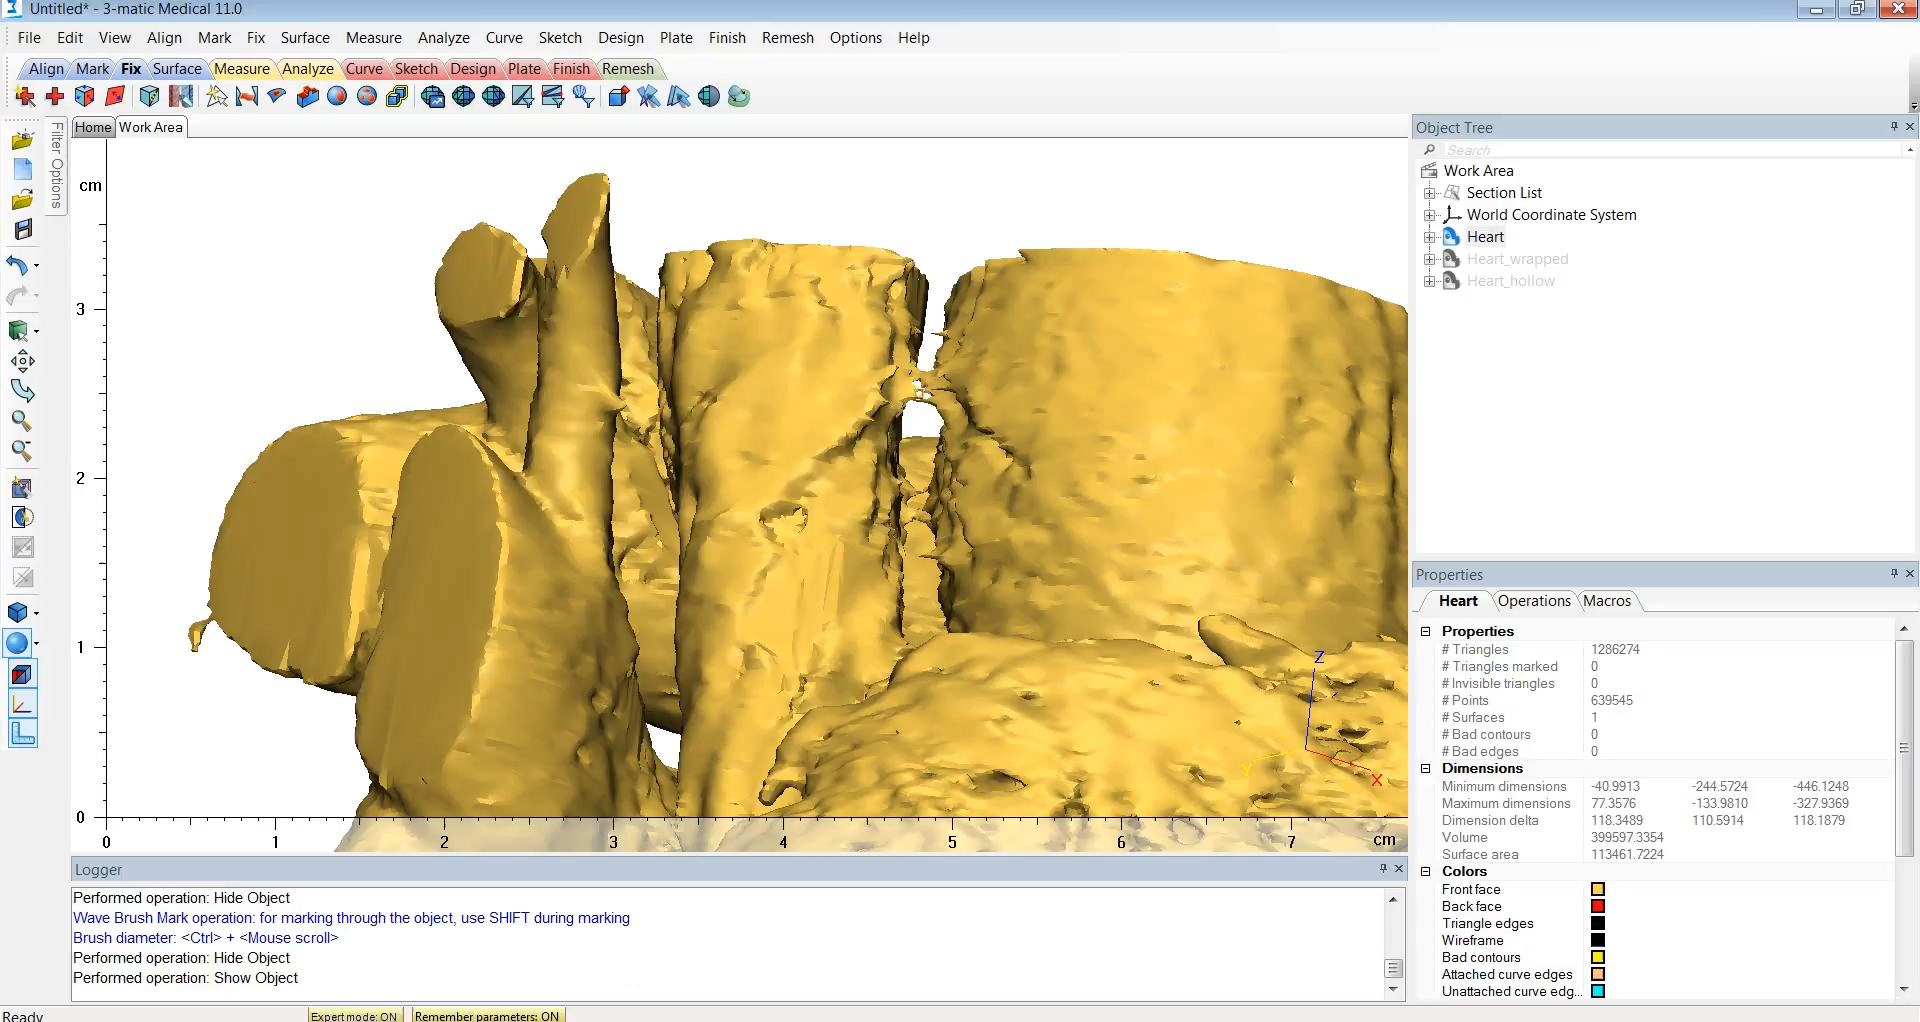 Untitled* - 3-matic Medical 11.0
File Edit View Align Mark Fix Surface Measure Analyze Curve Sketch Design Plate Finish Remesh Options Help
Align Mark Fix Surface Measure Analyze Curve Sketch Design Plate Finish Remesh
Filter Options
Home Work Area
cm
3
2
1
0
0 1 2 3 4 5 6 7 cm
Z
Y
X
Object Tree
Search
Work Area
Section List
World Coordinate System
Heart
Heart_wrapped
Heart_hollow
Properties
Heart Operations Macros
Properties
# Triangles 1286274
# Triangles marked 0
# Invisible triangles 0
# Points 639545
# Surfaces 1
# Bad contours 0
# Bad edges 0
Dimensions
Minimum dimensions -40.9913 -244.5724 -446.1248
Maximum dimensions 77.3576 -133.9810 -327.9369
Dimension delta 118.3489 110.5914 118.1879
Volume 399597.3354
Surface area 113461.7224
Colors
Front face
Back face
Triangle edges
Wireframe
Bad contours
Attached curve edges
Unattached curve edg...
Logger
Performed operation: Hide Object
Wave Brush Mark operation: for marking through the object, use SHIFT during marking
Brush diameter: <Ctrl> + <Mouse scroll>
Performed operation: Hide Object
Performed operation: Show Object
Ready Expert mode: ON Remember parameters: ON